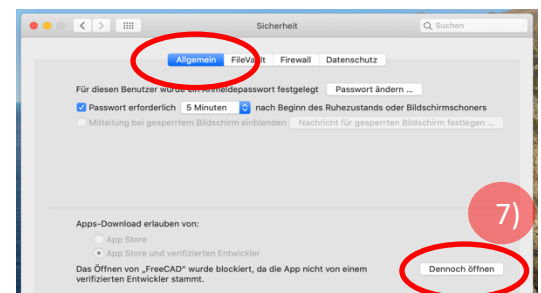 Sicherheit
Suchen
Allgemein FileVault Firewall Datenschutz
Für diesen Benutzer wurde ein Anmeldepasswort festgelegt Passwort ändern ...
Passwort erforderlich 5 Minuten nach Beginn des Ruhezustands oder Bildschirmschoners
Mitteilung bei gesperrtem Bildschirm einblenden Nachricht für gesperrten Bildschirm festlegen ...
7)
Apps-Download erlauben von:
App Store
App Store und verifizierten Entwickler
Das Öffnen von „FreeCAD“ wurde blockiert, da die App nicht von einem
verifizierten Entwickler stammt.
Dennoch öffnen